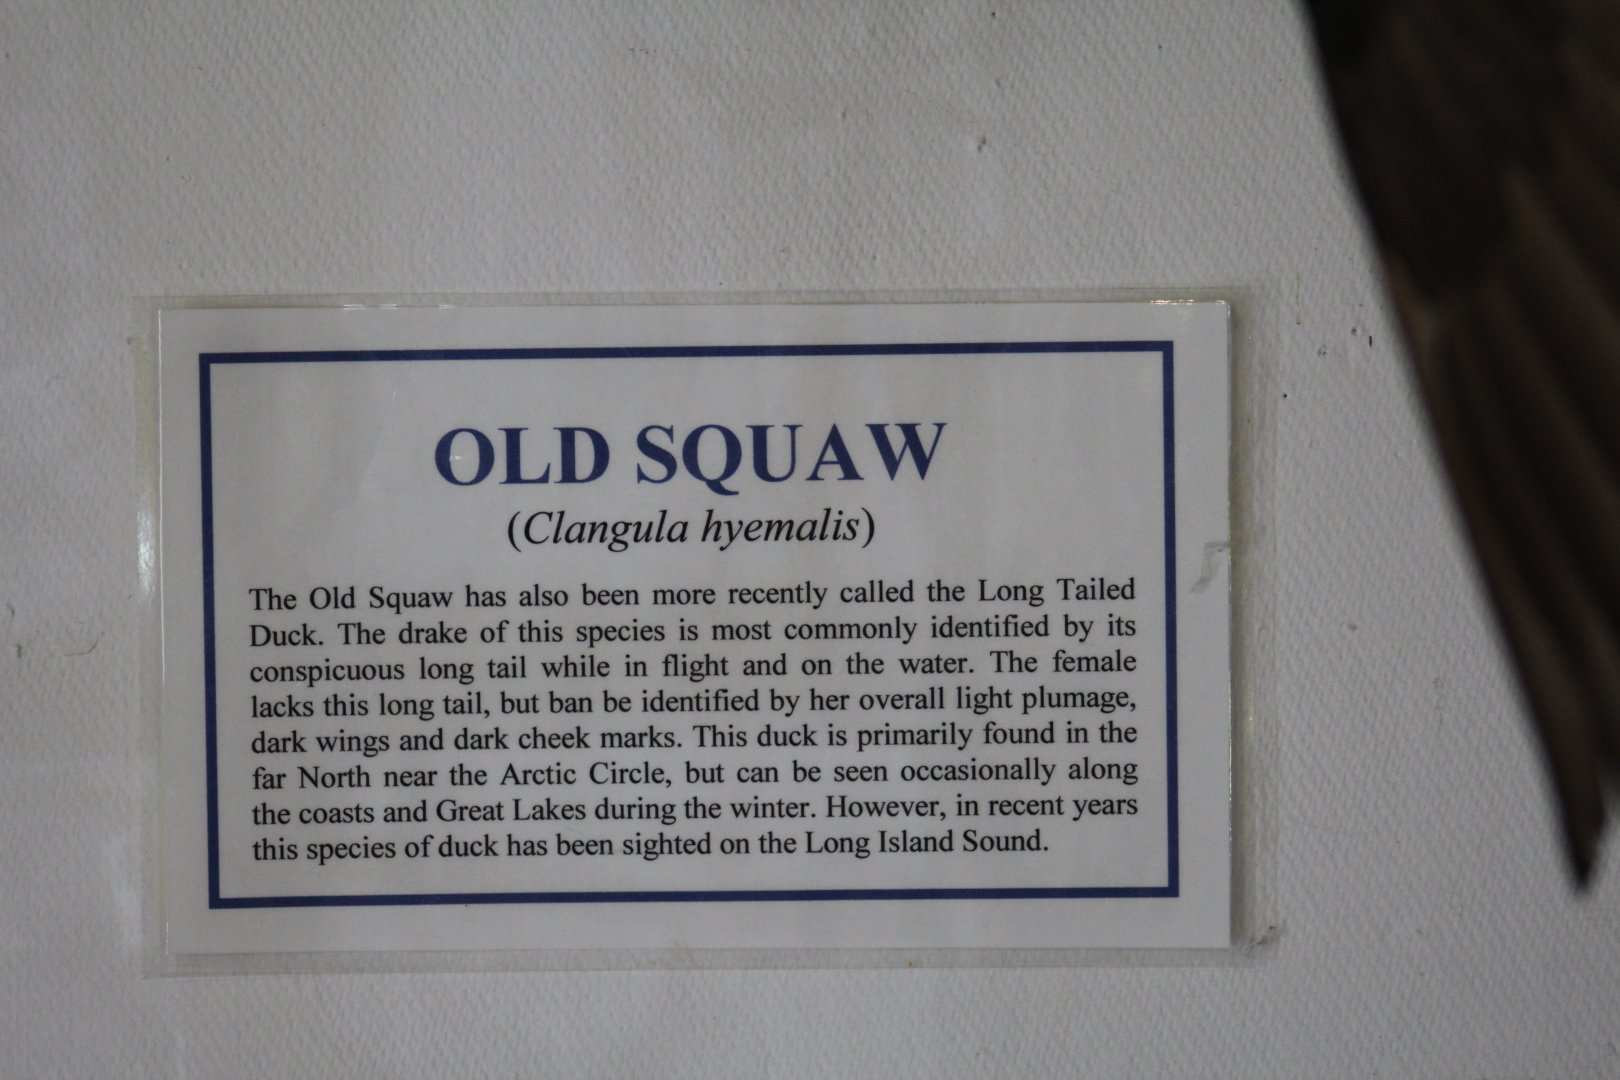 OLD SQUAW
(Clangula hyemalis)
The Old Squaw has also been more recently called the Long Tailed
Duck. The drake of this species is most commonly identified by its
conspicuous long tail while in flight and on the water. The female
lacks this long tail, but ban be identified by her overall light plumage,
dark wings and dark cheek marks. This duck is primarily found in the
far North near the Arctic Circle, but can be seen occasionally along
the coasts and Great Lakes during the winter. However, in recent years
this species of duck has been sighted on the Long Island Sound.